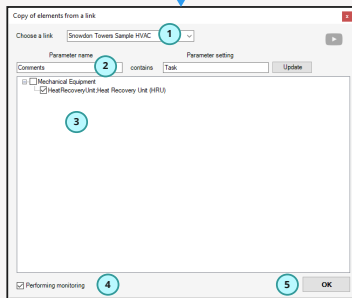 Copy of elements from a link
x
Choose a link Snowdon Towers Sample HVAC 1
Parameter name Parameter setting
Comments 2 contains Task Update
Mechanical Equipment
HeatRecoveryUnit;Heat Recovery Unit (HRU)
3
Performing monitoring 4 5 OK